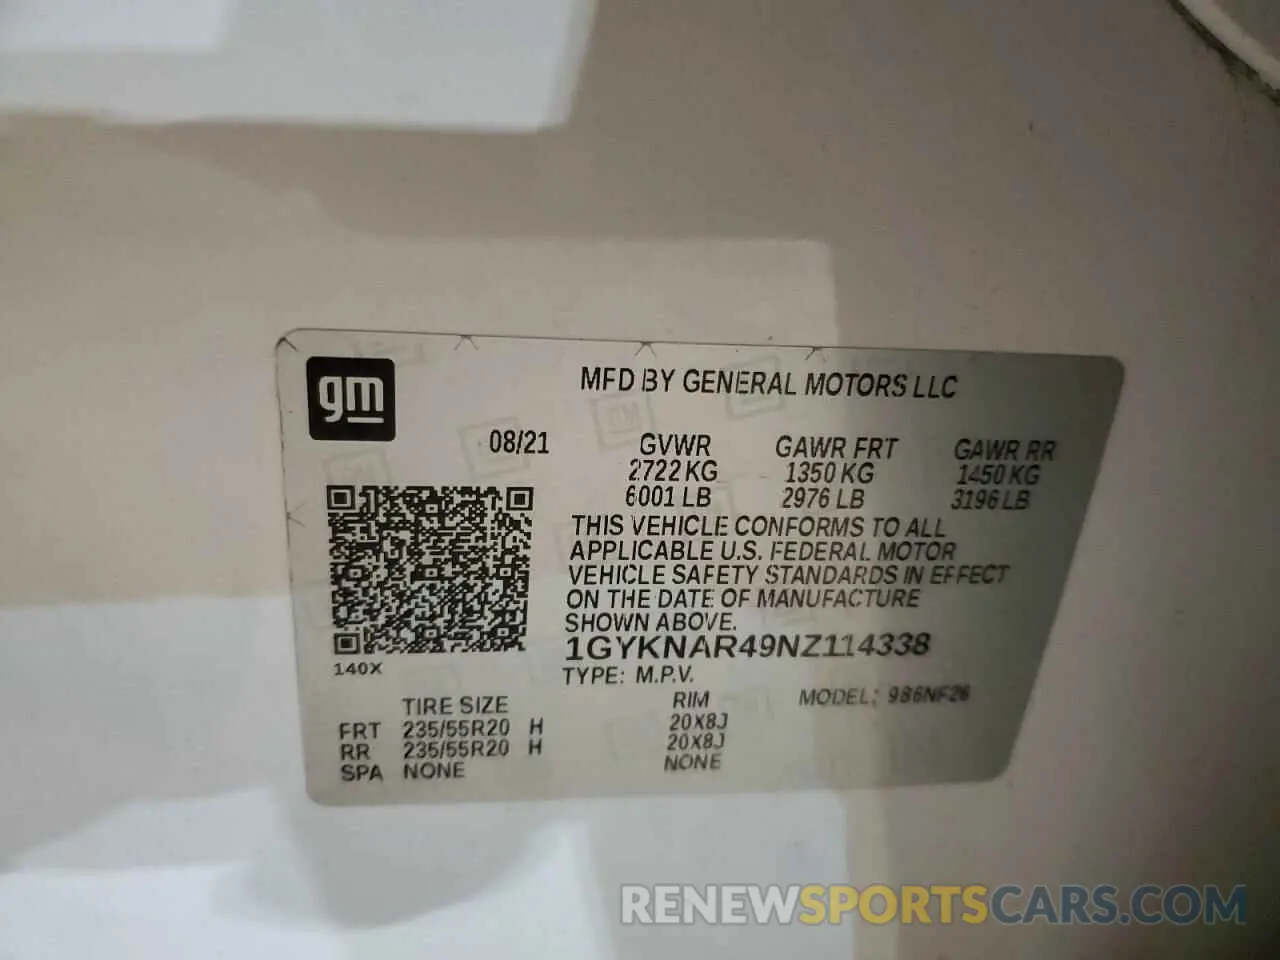 gm
MFD BY GENERAL MOTORS LLC
08/21 GVWR GAWR FRT GAWR RR
2722 KG 1350 KG 1450 KG
6001 LB 2976 LB 3196 LB
THIS VEHICLE CONFORMS TO ALL
APPLICABLE U.S. FEDERAL MOTOR
VEHICLE SAFETY STANDARDS IN EFFECT
ON THE DATE OF MANUFACTURE
SHOWN ABOVE.
1GYKNAR49NZ114338
140X
TYPE: M.P.V.
TIRE SIZE RIM MODEL: 986NF26
FRT 235/55R20 H 20X8J
RR 235/55R20 H 20X8J
SPA NONE NONE
RENEWSPORTSCARS.COM